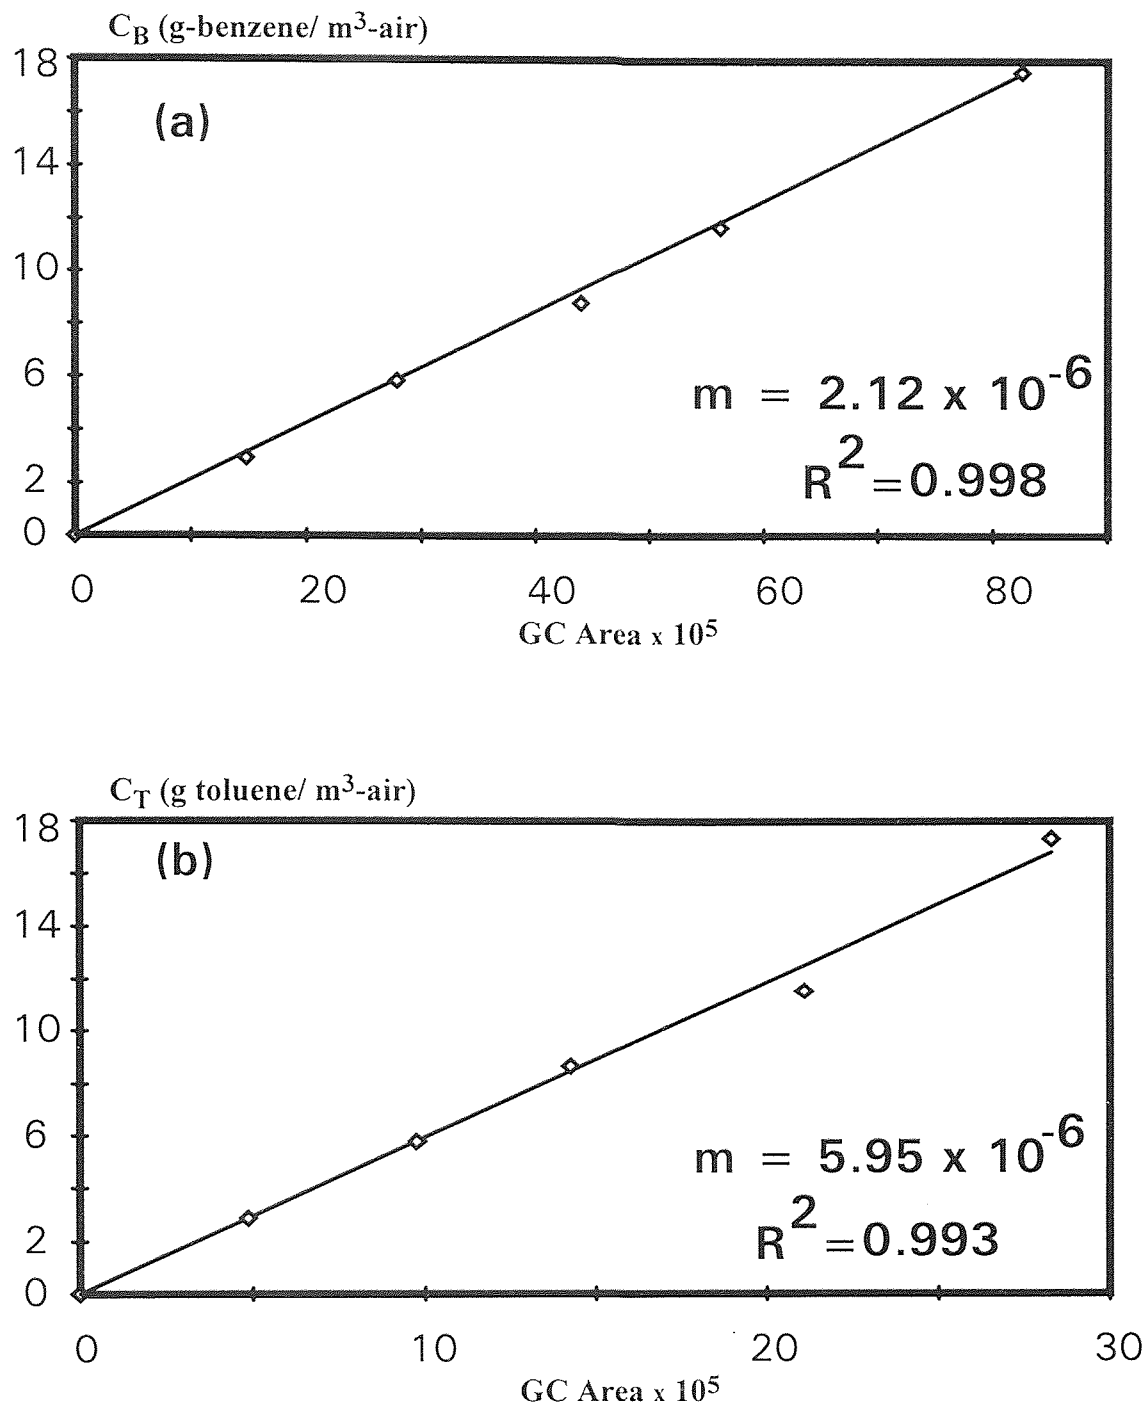 C_B (g-benzene/ m³-air)
18
(a)
14
10
6
2
0
m = 2.12 x 10⁻⁶
R² = 0.998
0 20 40 60 80
GC Area x 10⁵
C_T (g toluene/ m³-air)
18
(b)
14
10
6
2
0
m = 5.95 x 10⁻⁶
R² = 0.993
0 10 20 30
GC Area x 10⁵